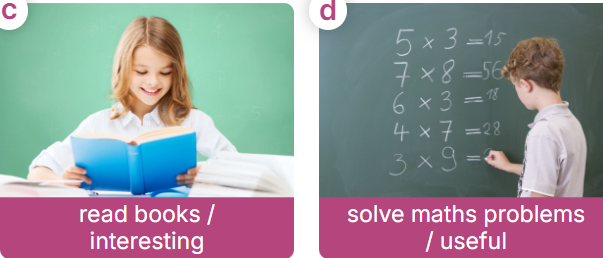 c
read books /
interesting
d
5 × 3 = 15
7 × 8 = 56
6 × 3 = 18
4 × 7 = 28
3 × 9 =
solve maths problems
/ useful